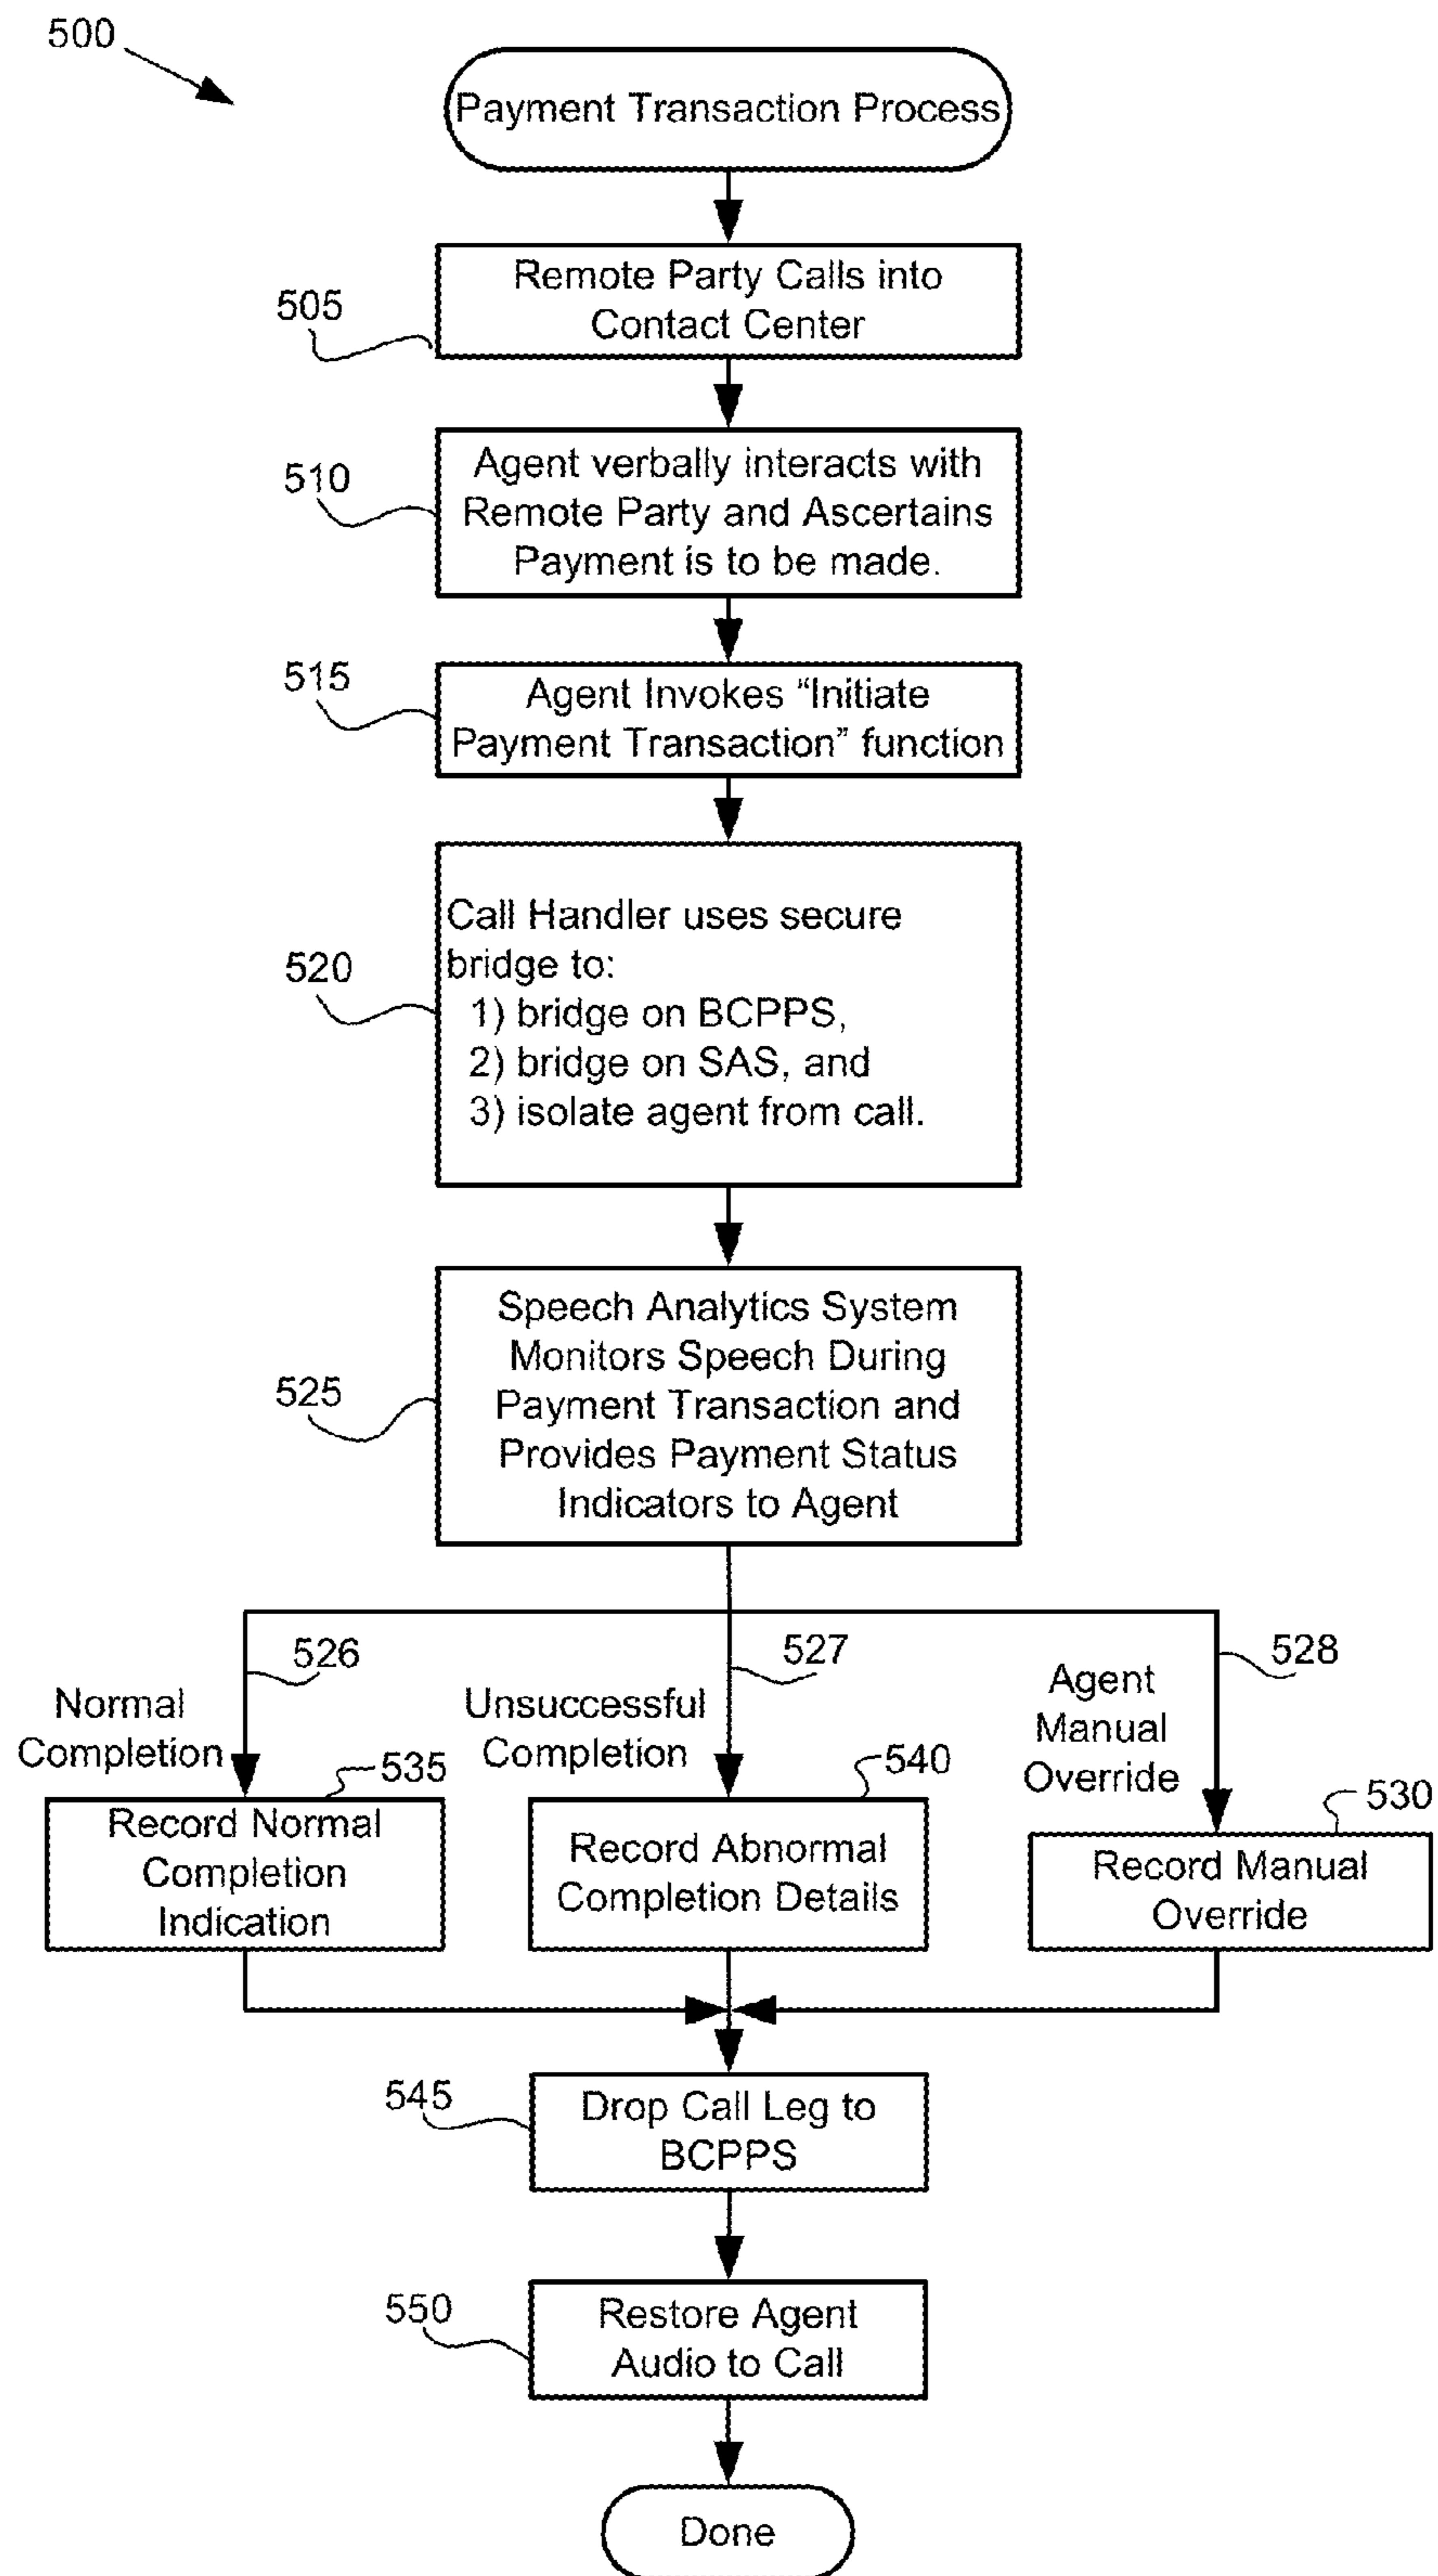 500
Payment Transaction Process
Remote Party Calls into
Contact Center
505
Agent verbally interacts with
Remote Party and Ascertains
Payment is to be made.
510
515
Agent Invokes “Initiate
Payment Transaction” function
Call Handler uses secure
bridge to:
1) bridge on BCPPS,
2) bridge on SAS, and
3) isolate agent from call.
520
Speech Analytics System
Monitors Speech During
Payment Transaction and
Provides Payment Status
Indicators to Agent
525
526
527
528
Normal
Completion
Unsuccessful
Completion
Agent
Manual
Override
535
540
530
Record Normal
Completion
Indication
Record Abnormal
Completion Details
Record Manual
Override
545
Drop Call Leg to
BCPPS
550
Restore Agent
Audio to Call
Done